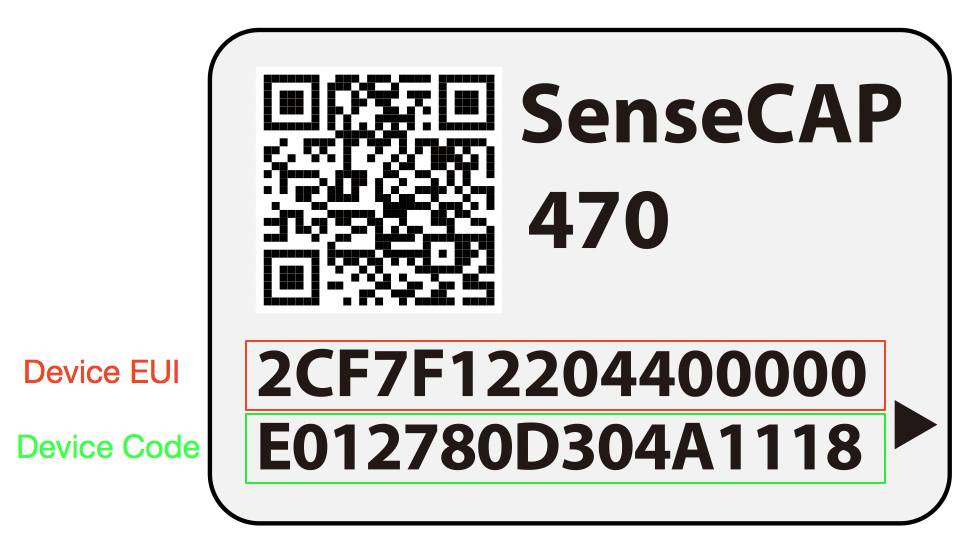 SenseCAP
470
Device EUI
2CF7F12204400000
Device Code
E012780D304A1118